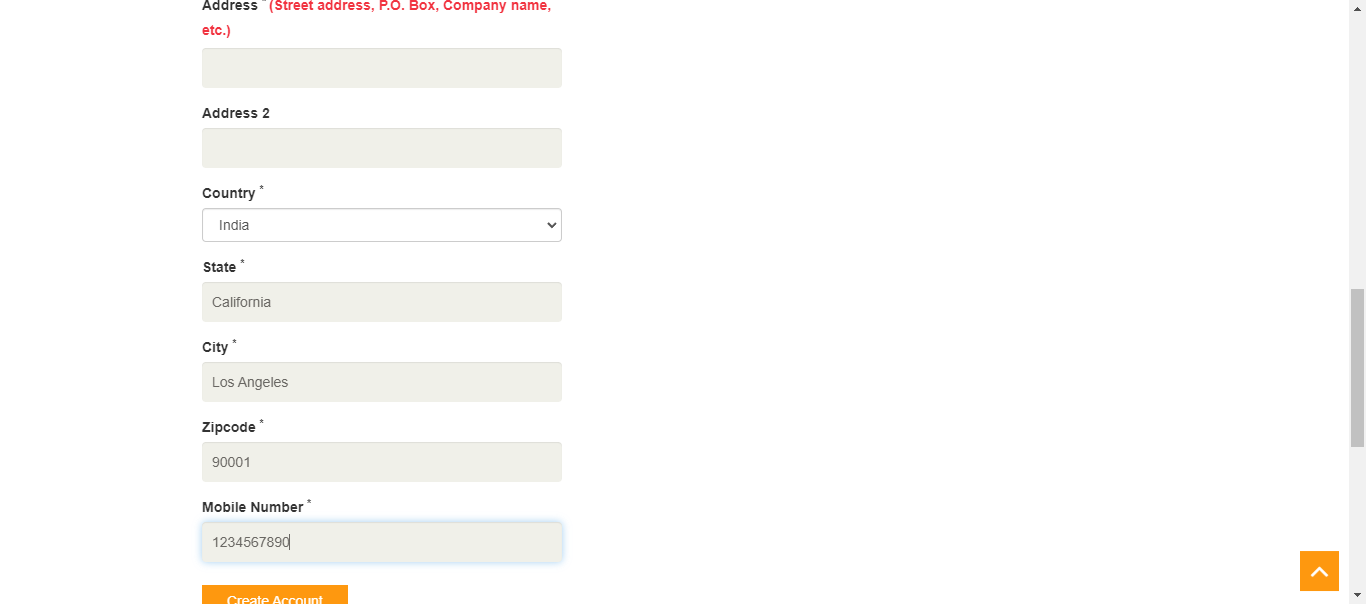 Address * (Street address, P.O. Box, Company name,
etc.)
Address 2
Country *
India
State *
California
City *
Los Angeles
Zipcode *
90001
Mobile Number *
1234567890
Create Account